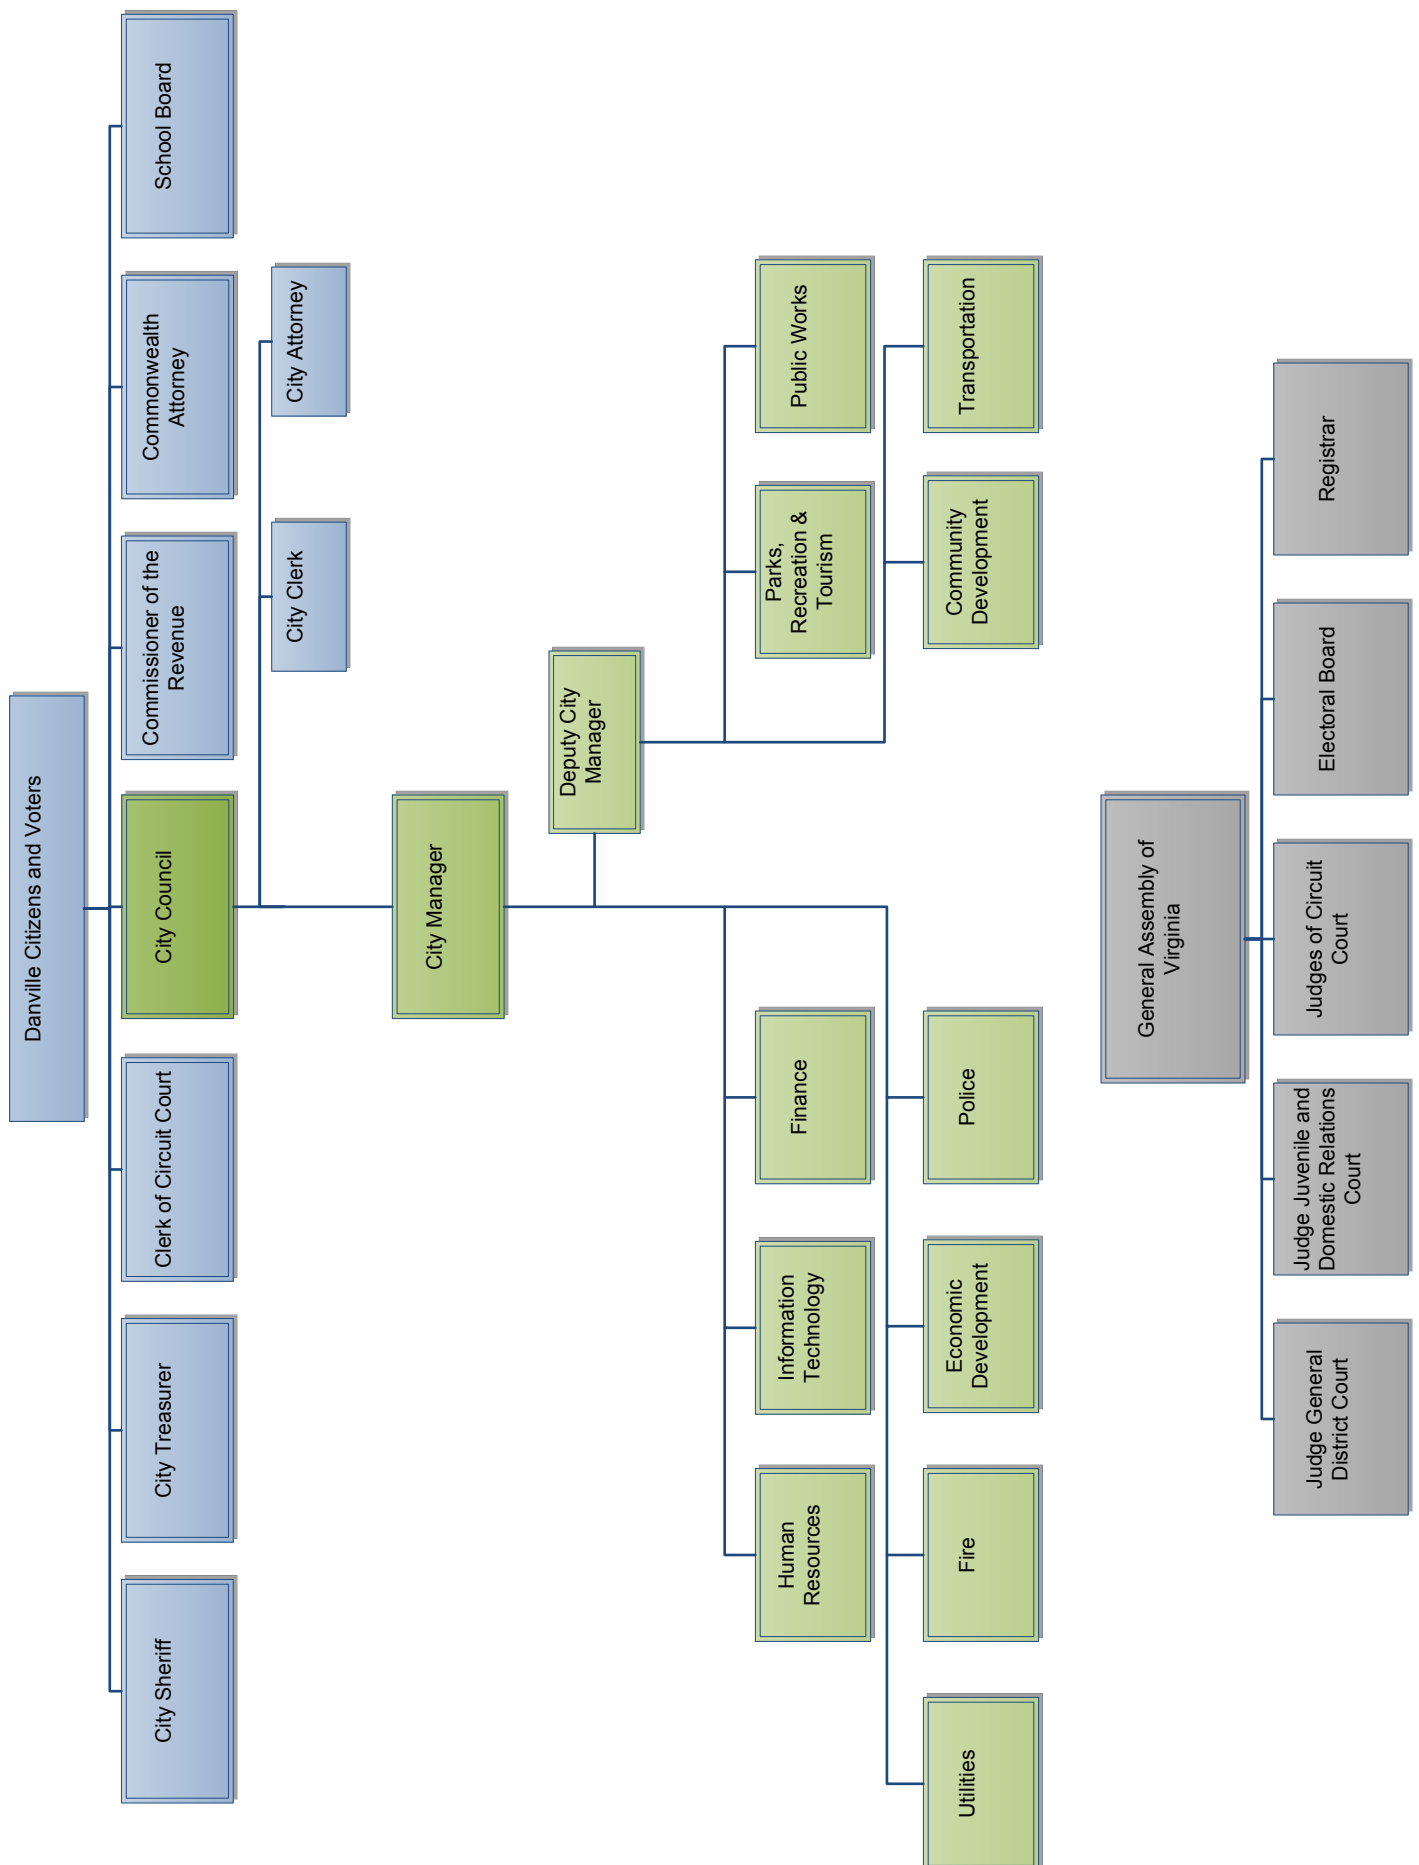 Danville Citizens and Voters
City Sheriff
City Treasurer
Clerk of Circuit Court
City Council
Commissioner of the
Revenue
Commonwealth
Attorney
School Board
City Clerk
City Attorney
City Manager
Deputy City
Manager
Human
Resources
Information
Technology
Finance
Parks,
Recreation &
Tourism
Public Works
Utilities
Fire
Economic
Development
Police
Community
Development
Transportation
General Assembly of
Virginia
Judge General
District Court
Judge Juvenile and
Domestic Relations
Court
Judges of Circuit
Court
Electoral Board
Registrar